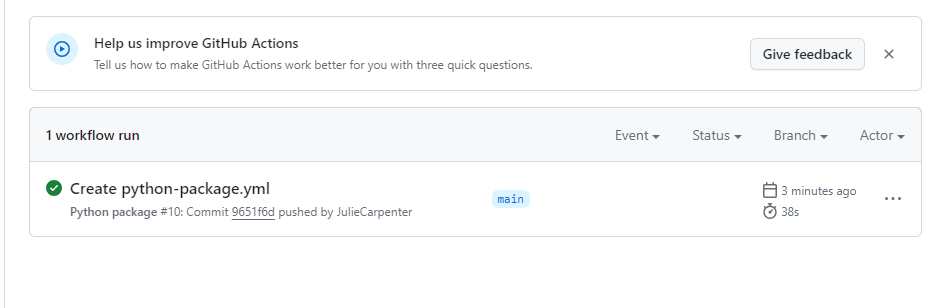 Help us improve GitHub Actions
Tell us how to make GitHub Actions work better for you with three quick questions.
Give feedback
1 workflow run
Event
Status
Branch
Actor
Create python-package.yml
main
3 minutes ago
Python package #10: Commit 9651f6d pushed by JulieCarpenter
38s